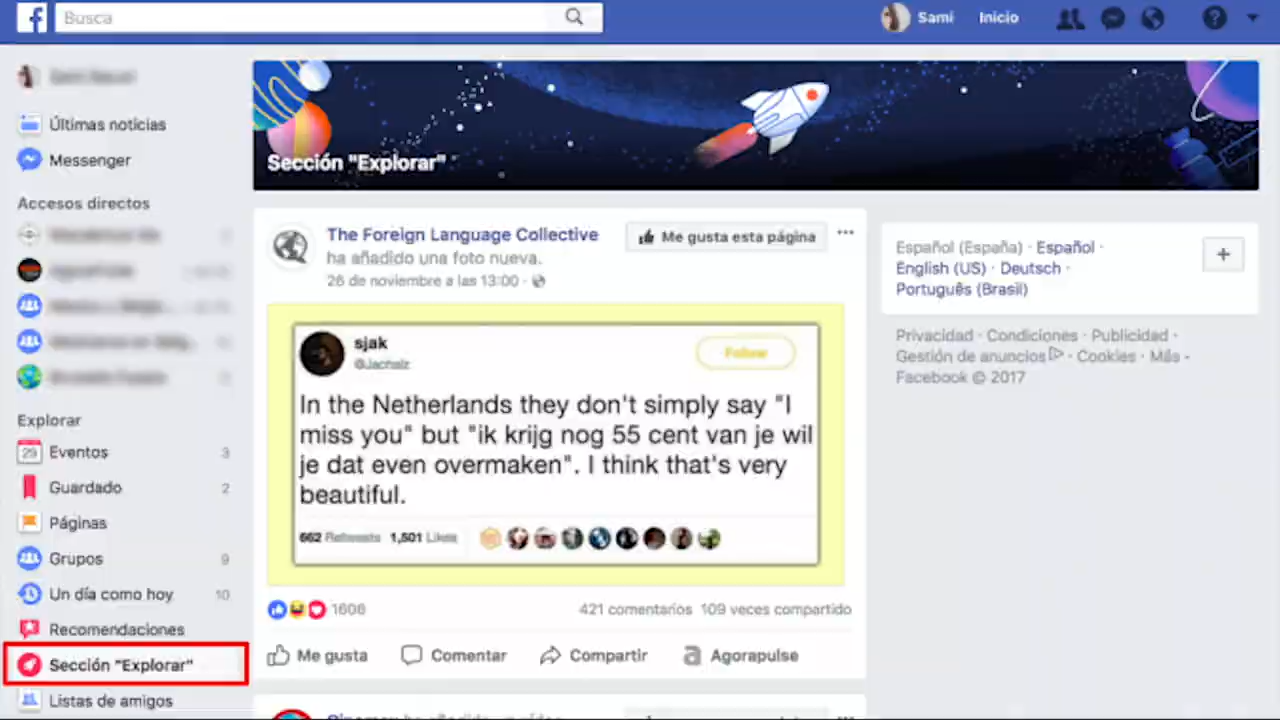 Busca
Sami Inicio
Últimas noticias
Messenger
Accesos directos
Explorar
Eventos 3
Guardado 2
Páginas
Grupos 9
Un día como hoy 10
Recomendaciones
Sección "Explorar"
Listas de amigos
Sección "Explorar"
The Foreign Language Collective
ha añadido una foto nueva.
26 de noviembre a las 13:00 ·
Me gusta esta página
sjak
@Jachalz
Follow
In the Netherlands they don't simply say "I
miss you" but "ik krijg nog 55 cent van je wil
je dat even overmaken". I think that's very
beautiful.
662 Retweets 1,501 Likes
1606
421 comentarios 109 veces compartido
Me gusta Comentar Compartir Agorapulse
Español (España) · Español ·
English (US) · Deutsch ·
Português (Brasil)
Privacidad · Condiciones · Publicidad ·
Gestión de anuncios · Cookies · Más
Facebook © 2017